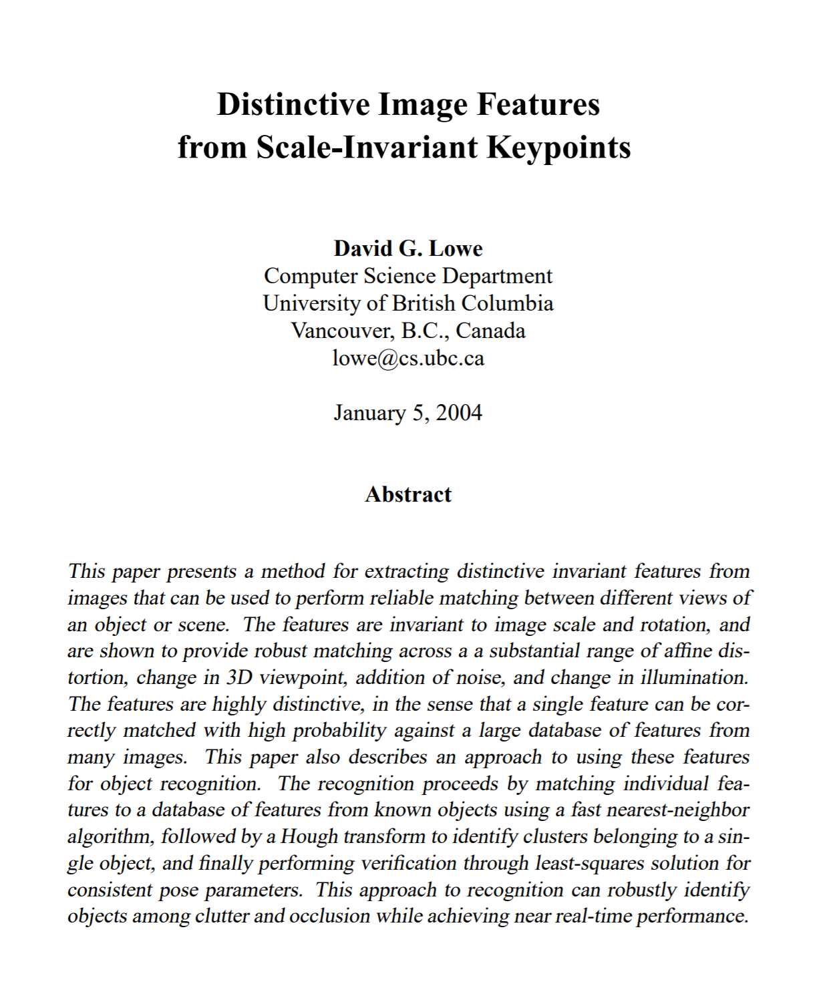 Distinctive Image Features
from Scale-Invariant Keypoints
David G. Lowe
Computer Science Department
University of British Columbia
Vancouver, B.C., Canada
lowe@cs.ubc.ca
January 5, 2004
Abstract
This paper presents a method for extracting distinctive invariant features from
images that can be used to perform reliable matching between different views of
an object or scene. The features are invariant to image scale and rotation, and
are shown to provide robust matching across a a substantial range of affine dis-
tortion, change in 3D viewpoint, addition of noise, and change in illumination.
The features are highly distinctive, in the sense that a single feature can be cor-
rectly matched with high probability against a large database of features from
many images. This paper also describes an approach to using these features
for object recognition. The recognition proceeds by matching individual fea-
tures to a database of features from known objects using a fast nearest-neighbor
algorithm, followed by a Hough transform to identify clusters belonging to a sin-
gle object, and finally performing verification through least-squares solution for
consistent pose parameters. This approach to recognition can robustly identify
objects among clutter and occlusion while achieving near real-time performance.